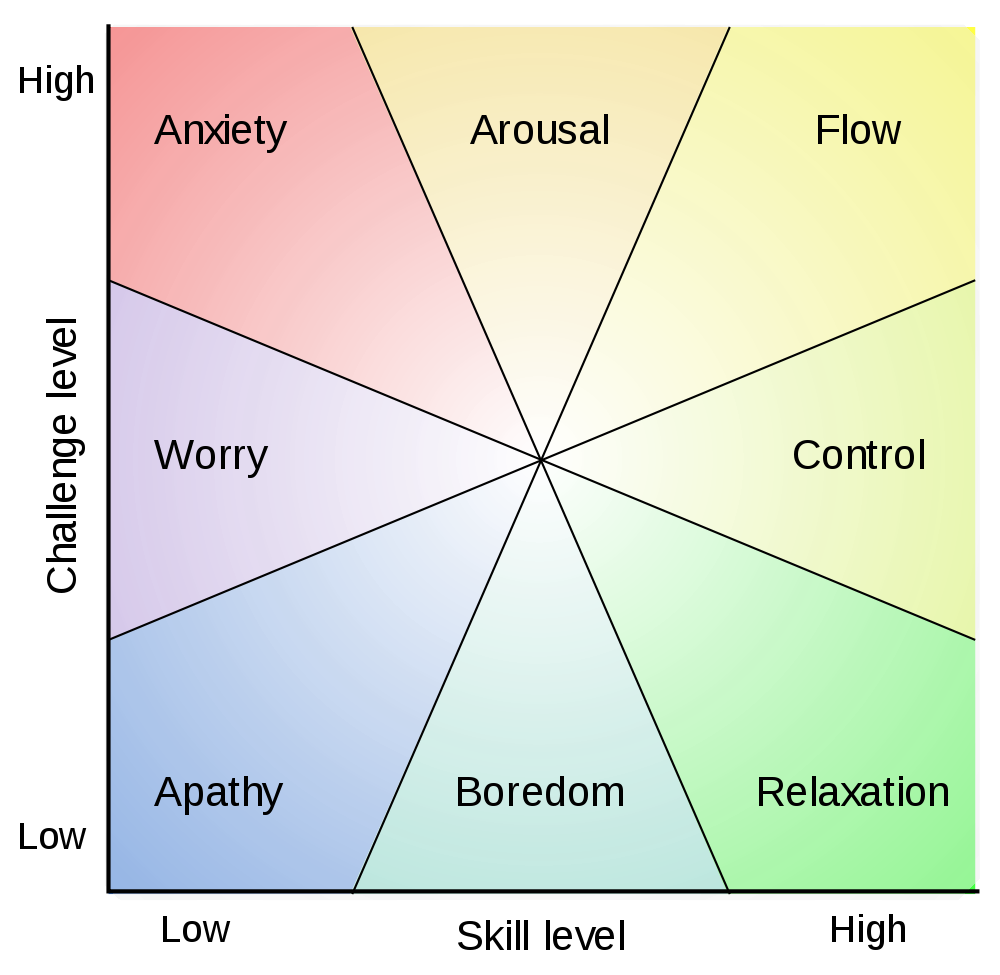 High
Anxiety
Arousal
Flow
Challenge level
Worry
Control
Apathy
Boredom
Relaxation
Low
Low
Skill level
High